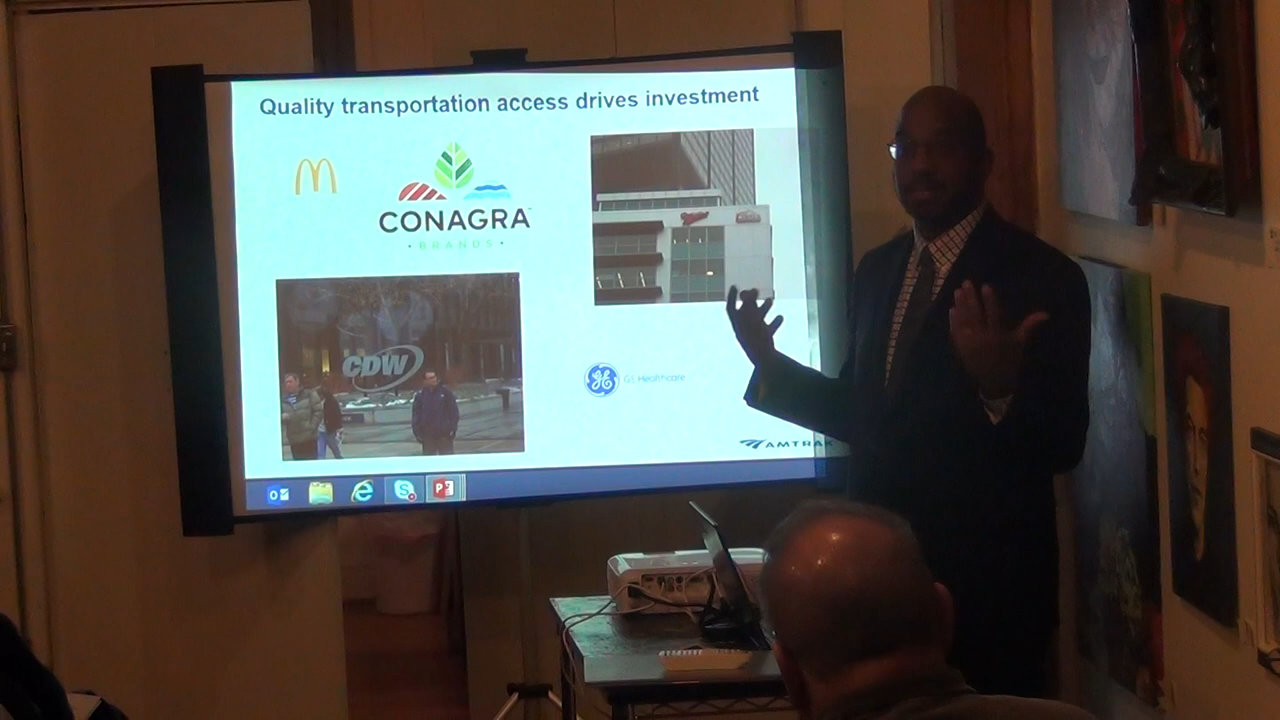 Quality transportation access drives investment
CONAGRA
BRANDS
CDW
GE Healthcare
AMTRAK